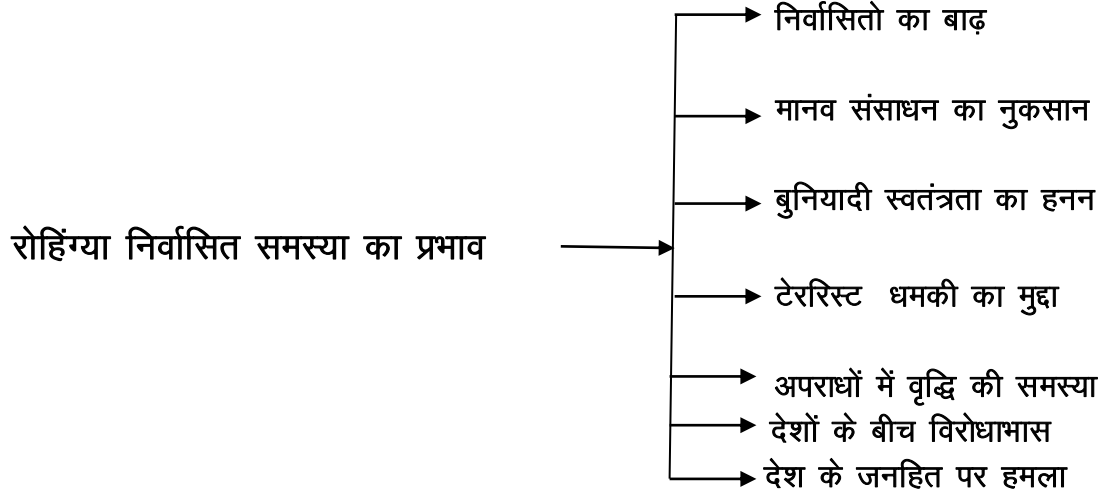 निर्वासितो का बाढ़
मानव संसाधन का नुकसान
बुनियादी स्वतंत्रता का हनन
रोहिंग्या निर्वासित समस्या का प्रभाव
टेररिस्ट धमकी का मुद्दा
अपराधों में वृद्धि की समस्या
देशों के बीच विरोधाभास
देश के जनहित पर हमला